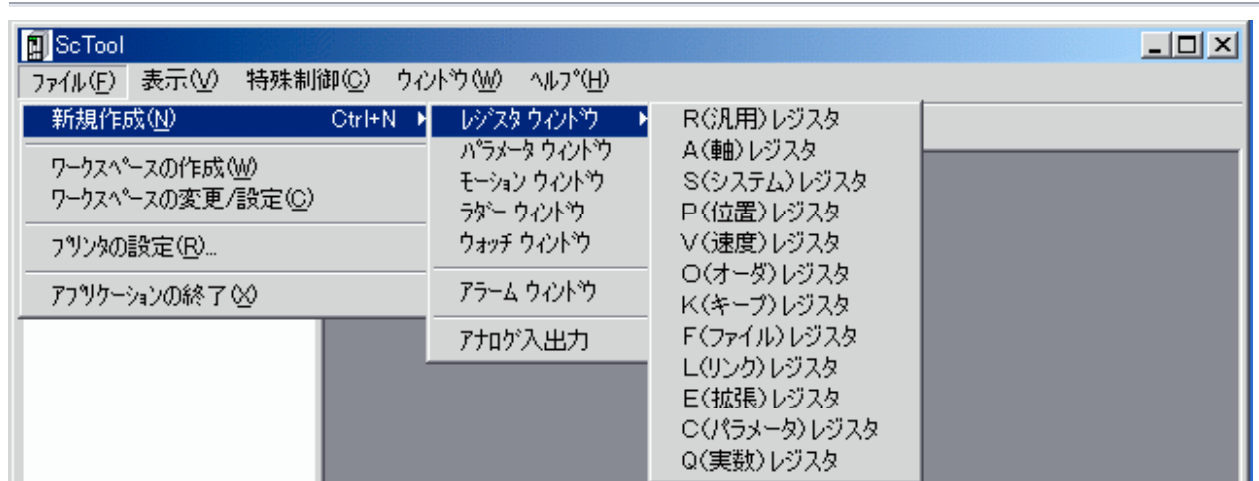 ScTool
ファイル(F) 表示(V) 特殊制御(C) ウィンドウ(W) ヘルプ(H)
新規作成(N) Ctrl+N
ワークスペースの作成(W)
ワークスペースの変更/設定(C)
プリンタの設定(R)...
アプリケーションの終了(X)
レジスタ ウィンドウ
パラメータ ウィンドウ
モーション ウィンドウ
ラダー ウィンドウ
ウォッチ ウィンドウ
アラーム ウィンドウ
アナログ入出力
R(汎用)レジスタ
A(軸)レジスタ
S(システム)レジスタ
P(位置)レジスタ
V(速度)レジスタ
O(オーダ)レジスタ
K(キープ)レジスタ
F(ファイル)レジスタ
L(リンク)レジスタ
E(拡張)レジスタ
C(パラメータ)レジスタ
Q(実数)レジスタ